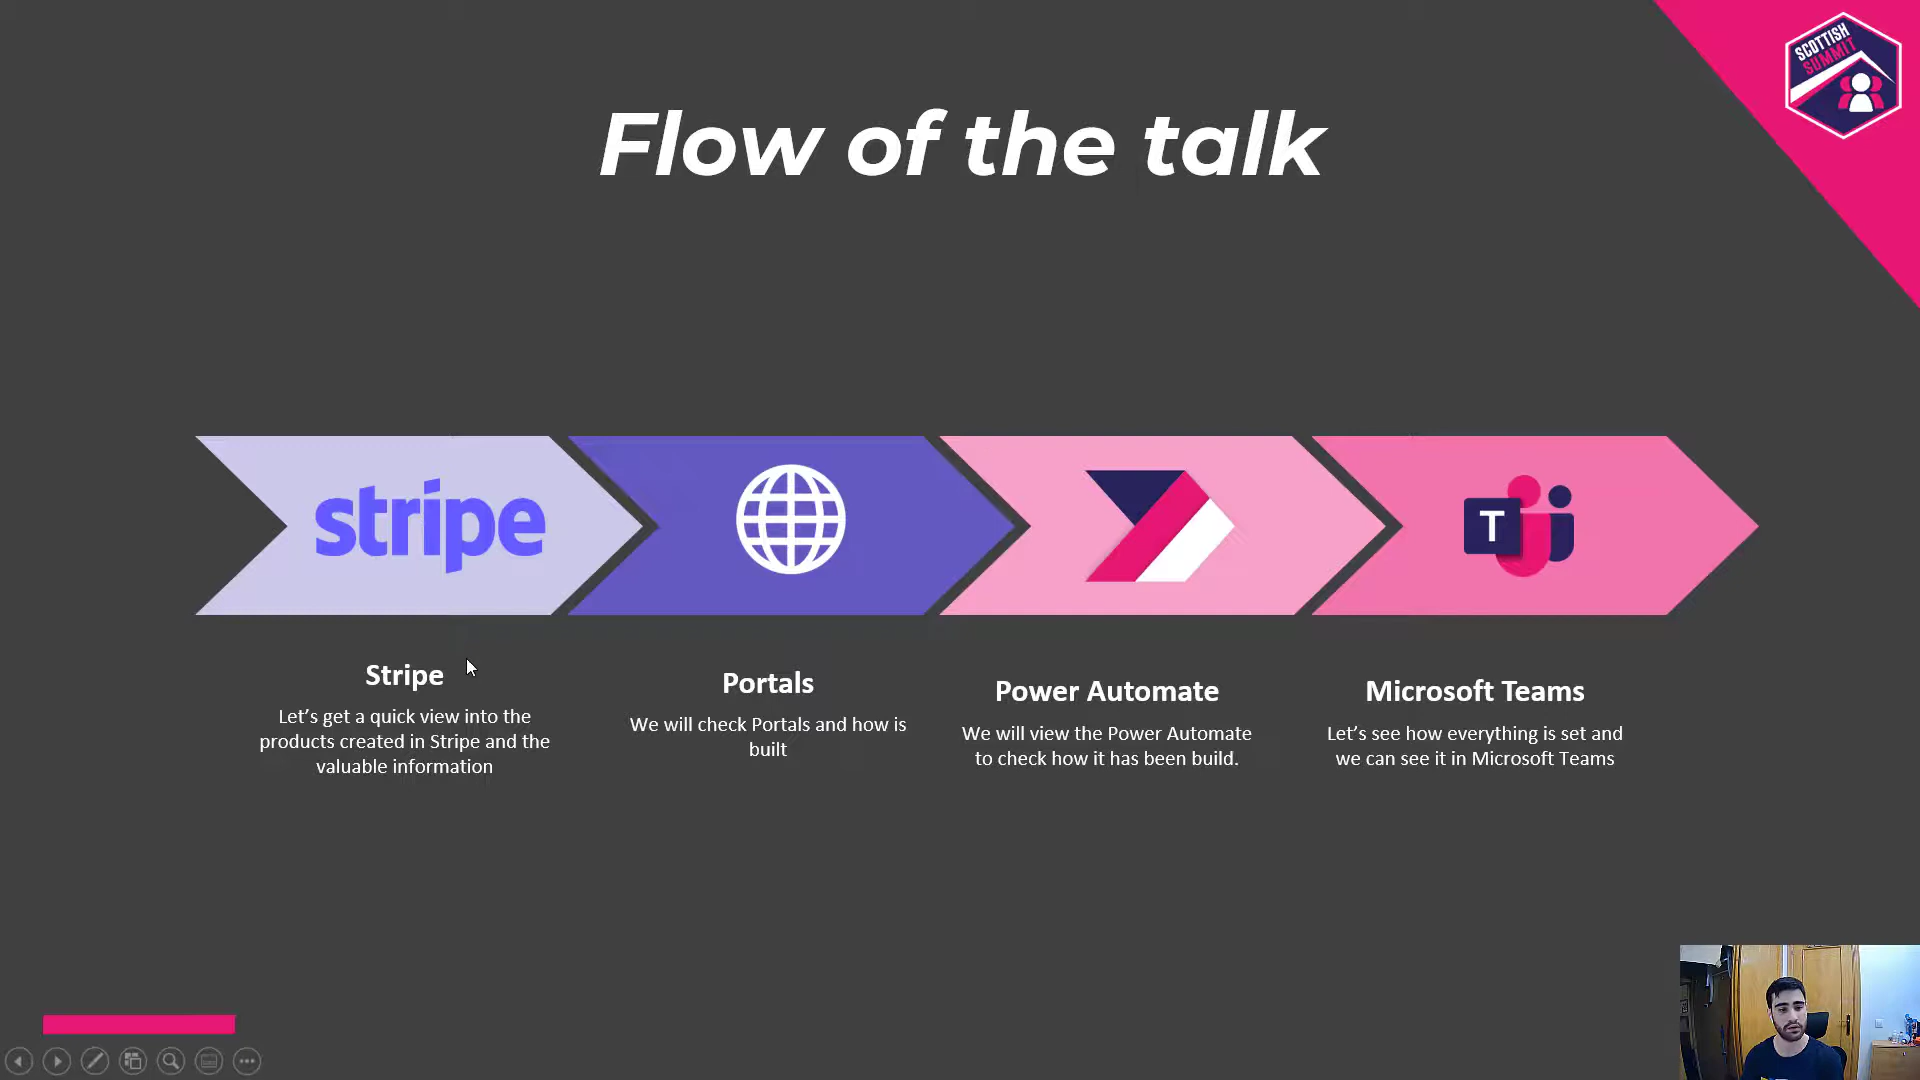 SCOTTISH
SUMMIT
Flow of the talk
stripe
T
Stripe
Let’s get a quick view into the
products created in Stripe and the
valuable information
Portals
We will check Portals and how is
built
Power Automate
We will view the Power Automate
to check how it has been build.
Microsoft Teams
Let’s see how everything is set and
we can see it in Microsoft Teams